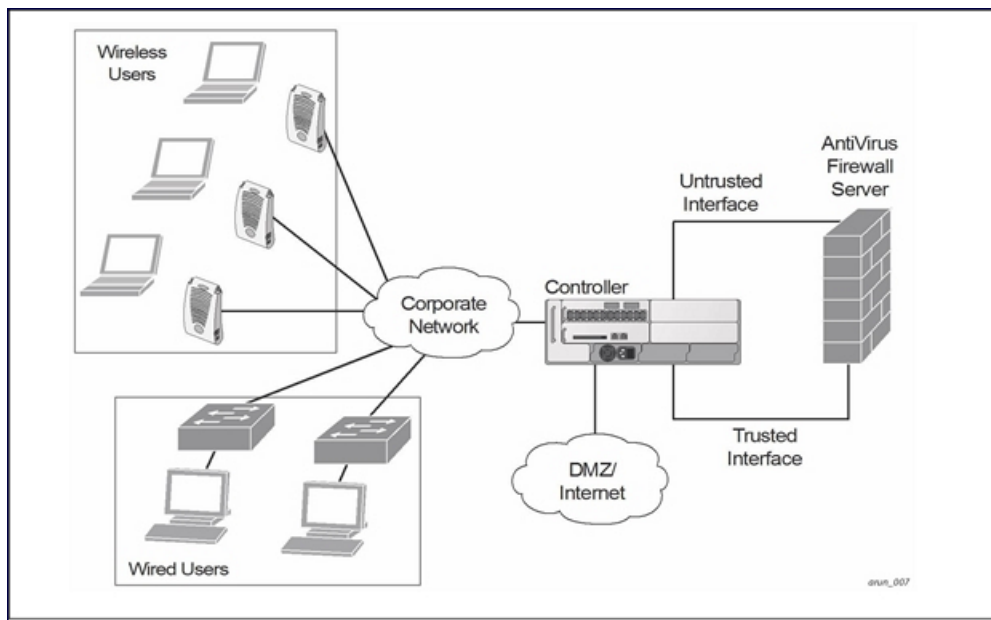 Wireless
Users
AntiVirus
Firewall
Server
Untrusted
Interface
Controller
Corporate
Network
Trusted
Interface
DMZ/
Internet
Wired Users
arun_007